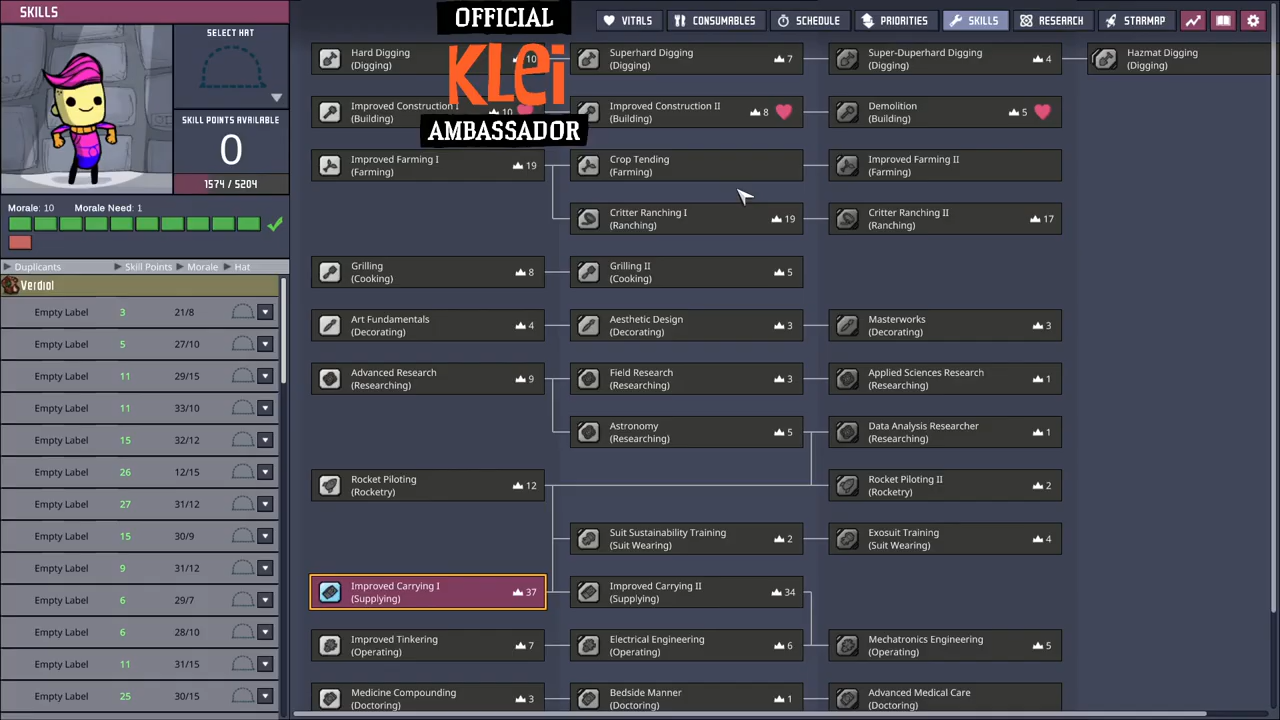 SKILLS
OFFICIAL
Klei
AMBASSADOR
VITALS
CONSUMABLES
SCHEDULE
PRIORITIES
SKILLS
RESEARCH
STARMAP
SELECT HAT
SKILL POINTS AVAILABLE
0
1574 / 5204
Morale: 10 Morale Need: 1
Duplicants Skill Points Morale Hat
Verdiol
Empty Label 3 21/8
Empty Label 5 27/10
Empty Label 11 29/15
Empty Label 11 33/10
Empty Label 15 32/12
Empty Label 26 12/15
Empty Label 27 31/12
Empty Label 15 30/9
Empty Label 9 31/12
Empty Label 6 29/7
Empty Label 6 28/10
Empty Label 11 31/15
Empty Label 25 30/15
Hard Digging
(Digging)
10
Superhard Digging
(Digging)
7
Super-Duperhard Digging
(Digging)
4
Hazmat Digging
(Digging)
Improved Construction I
(Building)
10
Improved Construction II
(Building)
8
Demolition
(Building)
5
Improved Farming I
(Farming)
19
Crop Tending
(Farming)
Improved Farming II
(Farming)
Critter Ranching I
(Ranching)
19
Critter Ranching II
(Ranching)
17
Grilling
(Cooking)
8
Grilling II
(Cooking)
5
Art Fundamentals
(Decorating)
4
Aesthetic Design
(Decorating)
3
Masterworks
(Decorating)
3
Advanced Research
(Researching)
9
Field Research
(Researching)
3
Applied Sciences Research
(Researching)
1
Astronomy
(Researching)
5
Data Analysis Researcher
(Researching)
1
Rocket Piloting
(Rocketry)
12
Rocket Piloting II
(Rocketry)
2
Suit Sustainability Training
(Suit Wearing)
2
Exosuit Training
(Suit Wearing)
4
Improved Carrying I
(Supplying)
37
Improved Carrying II
(Supplying)
34
Improved Tinkering
(Operating)
7
Electrical Engineering
(Operating)
6
Mechatronics Engineering
(Operating)
5
Medicine Compounding
(Doctoring)
3
Bedside Manner
(Doctoring)
1
Advanced Medical Care
(Doctoring)